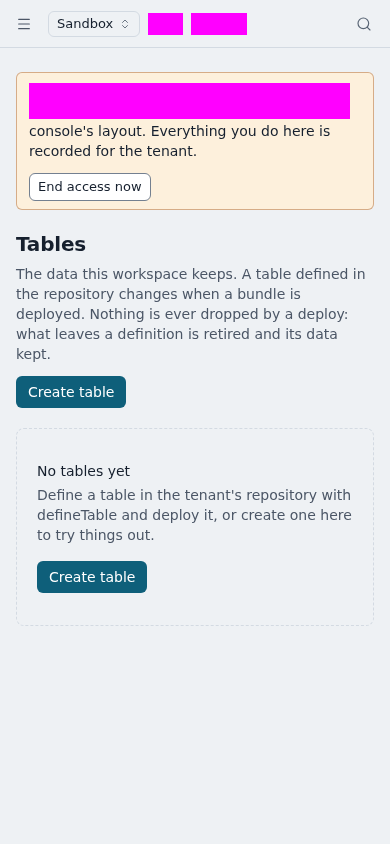 Sandbox
console's layout. Everything you do here is
recorded for the tenant.
End access now
Tables
The data this workspace keeps. A table defined in
the repository changes when a bundle is
deployed. Nothing is ever dropped by a deploy:
what leaves a definition is retired and its data
kept.
Create table
No tables yet
Define a table in the tenant's repository with
defineTable and deploy it, or create one here
to try things out.
Create table